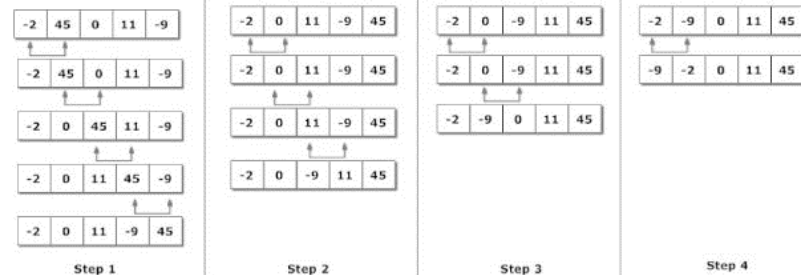 -2 45 0 11 -9
-2 45 0 11 -9
-2 0 45 11 -9
-2 0 11 45 -9
-2 0 11 -9 45
Step 1
-2 0 11 -9 45
-2 0 11 -9 45
-2 0 11 -9 45
-2 0 -9 11 45
Step 2
-2 0 -9 11 45
-2 0 -9 11 45
-2 -9 0 11 45
Step 3
-2 -9 0 11 45
-9 -2 0 11 45
Step 4